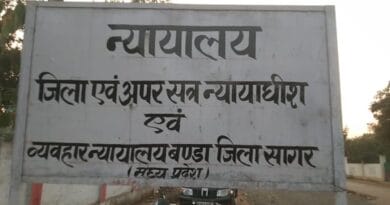 न्यायालय
जिला एवं अपर सत्र न्यायाधीश
एवं
व्यवहार न्यायालय बण्डा जिला सागर
(मध्य प्रदेश)